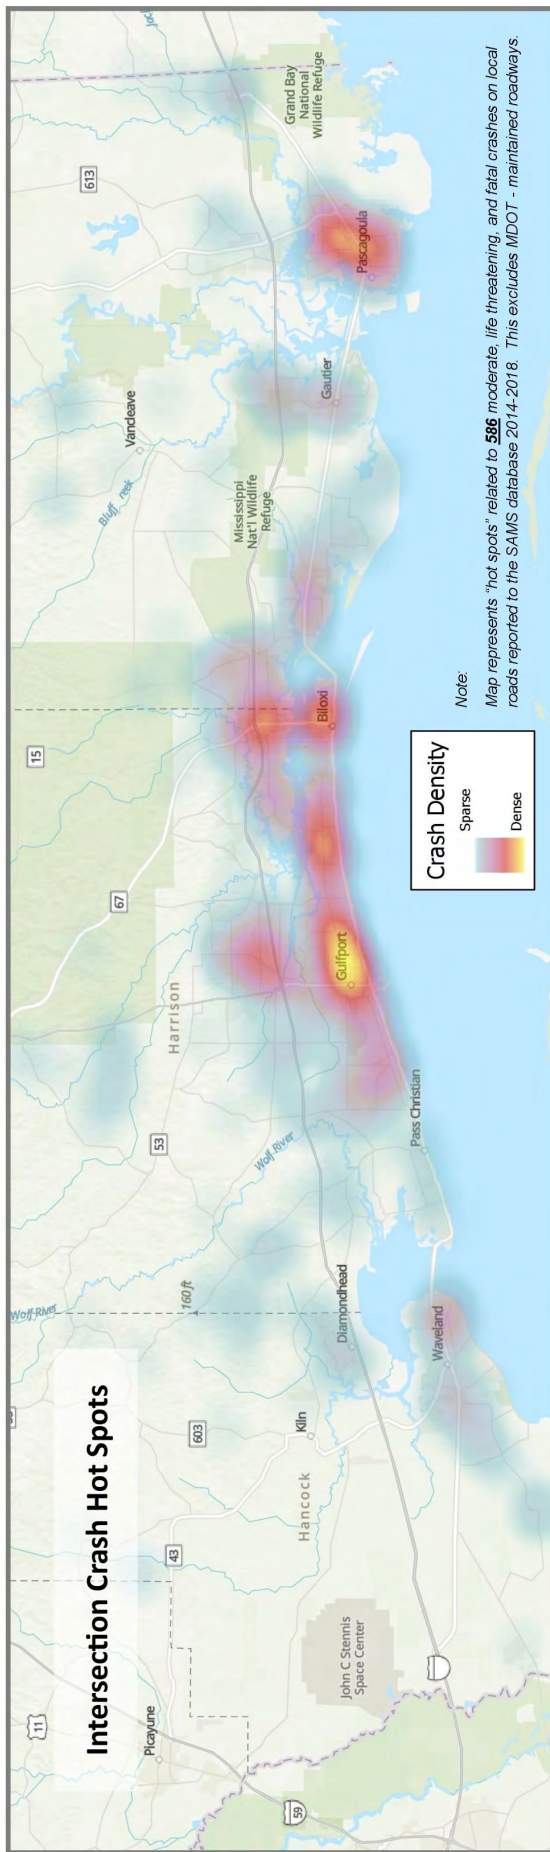 Intersection Crash Hot Spots
11
Picayune
59
43
John C Stennis
Space Center
603
Kiln
Hancock
Wolf River
160 ft
Diamondhead
Waveland
53
Wolf River
Pass Christian
Harrison
67
Gulfport
15
Biloxi
Bluff
Vancleave
Mississippi
Nat'l Wildlife
Refuge
Gautier
613
Pascagoula
Grand Bay
National
Wildlife Refuge
Crash Density
Sparse
Dense
Note:
Map represents "hot spots" related to 586 moderate, life threatening, and fatal crashes on local
roads reported to the SAMS database 2014-2018. This excludes MDOT - maintained roadways.